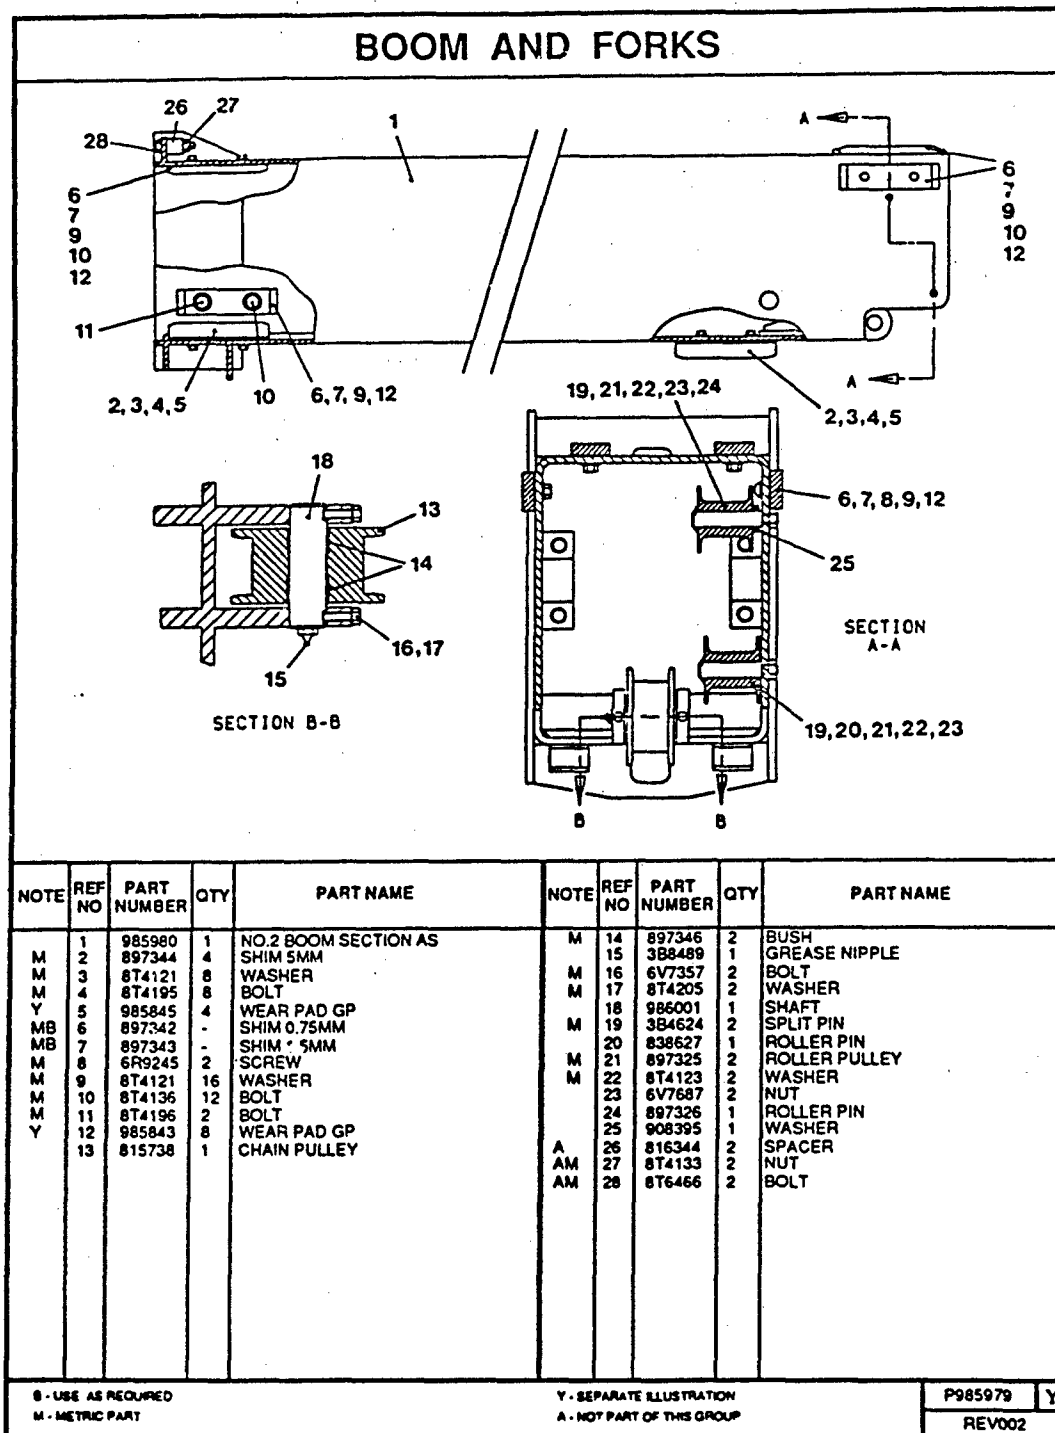 BOOM AND FORKS
26 27
28
1
A
6
7
9
10
12
6
7
9
10
12
11
2,3,4,5
10
6,7,9,12
A
19,21,22,23,24
2,3,4,5
18
13
14
16,17
15
SECTION B-B
6,7,8,9,12
25
SECTION
A-A
19,20,21,22,23
B B
NOTE REF NO PART NUMBER QTY PART NAME
1 985980 1 NO.2 BOOM SECTION AS
M 2 897344 4 SHIM 5MM
M 3 8T4121 8 WASHER
M 4 8T4195 8 BOLT
Y 5 985845 4 WEAR PAD GP
MB 6 897342 - SHIM 0.75MM
MB 7 897343 - SHIM 5MM
M 8 6R9245 2 SCREW
M 9 8T4121 16 WASHER
M 10 8T4136 12 BOLT
M 11 8T4196 2 BOLT
Y 12 985843 8 WEAR PAD GP
13 815738 1 CHAIN PULLEY
NOTE REF NO PART NUMBER QTY PART NAME
M 14 897346 2 BUSH
15 3B8489 1 GREASE NIPPLE
M 16 6V7357 2 BOLT
M 17 8T4205 2 WASHER
18 986001 1 SHAFT
M 19 3B4624 2 SPLIT PIN
20 838627 1 ROLLER PIN
M 21 897325 2 ROLLER PULLEY
M 22 8T4123 2 WASHER
23 6V7687 2 NUT
24 897326 1 ROLLER PIN
25 908395 1 WASHER
A 26 816344 2 SPACER
AM 27 8T4133 2 NUT
AM 28 8T6466 2 BOLT
B - USE AS REQUIRED
M - METRIC PART
Y - SEPARATE ILLUSTRATION
A - NOT PART OF THIS GROUP
P985979 Y
REV002